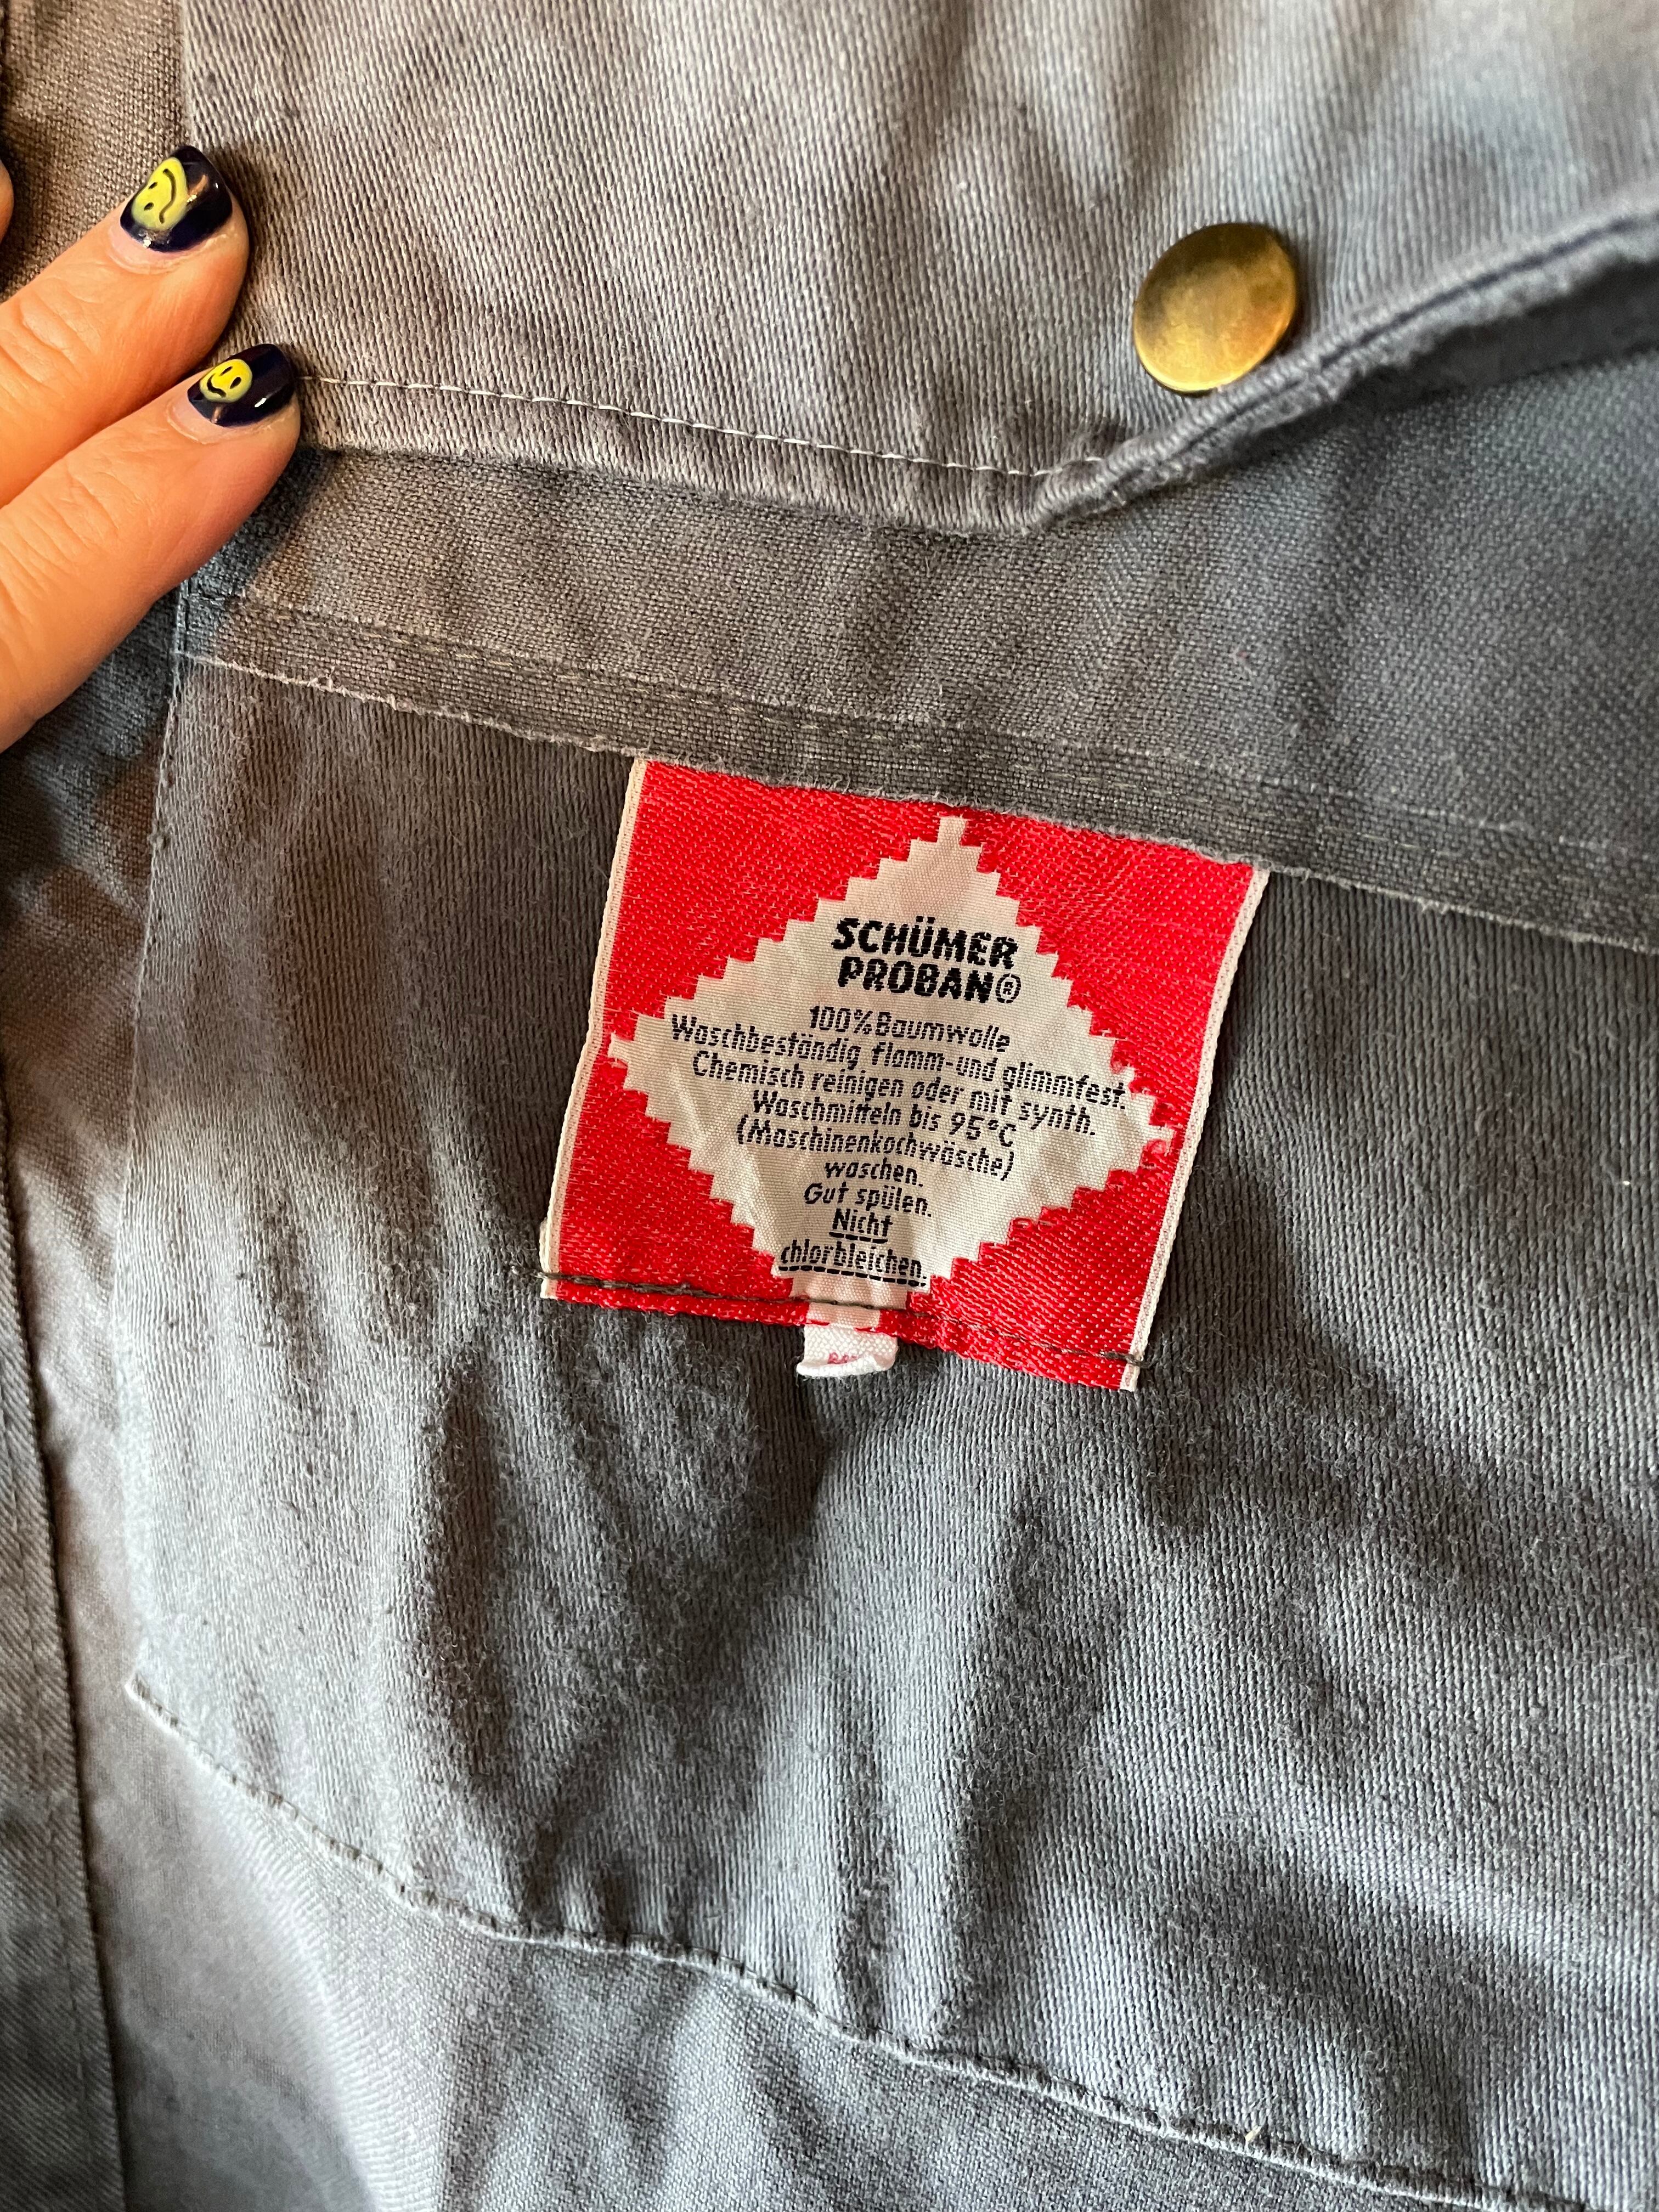 SCHÜMER
PROBAN®
100% Baumwolle
Waschbeständig flamm-und glimmfest.
Chemisch reinigen oder mit synth.
Waschmitteln bis 95°C
(Maschinenkochwäsche)
waschen.
Gut spülen.
Nicht
chlorbleichen.